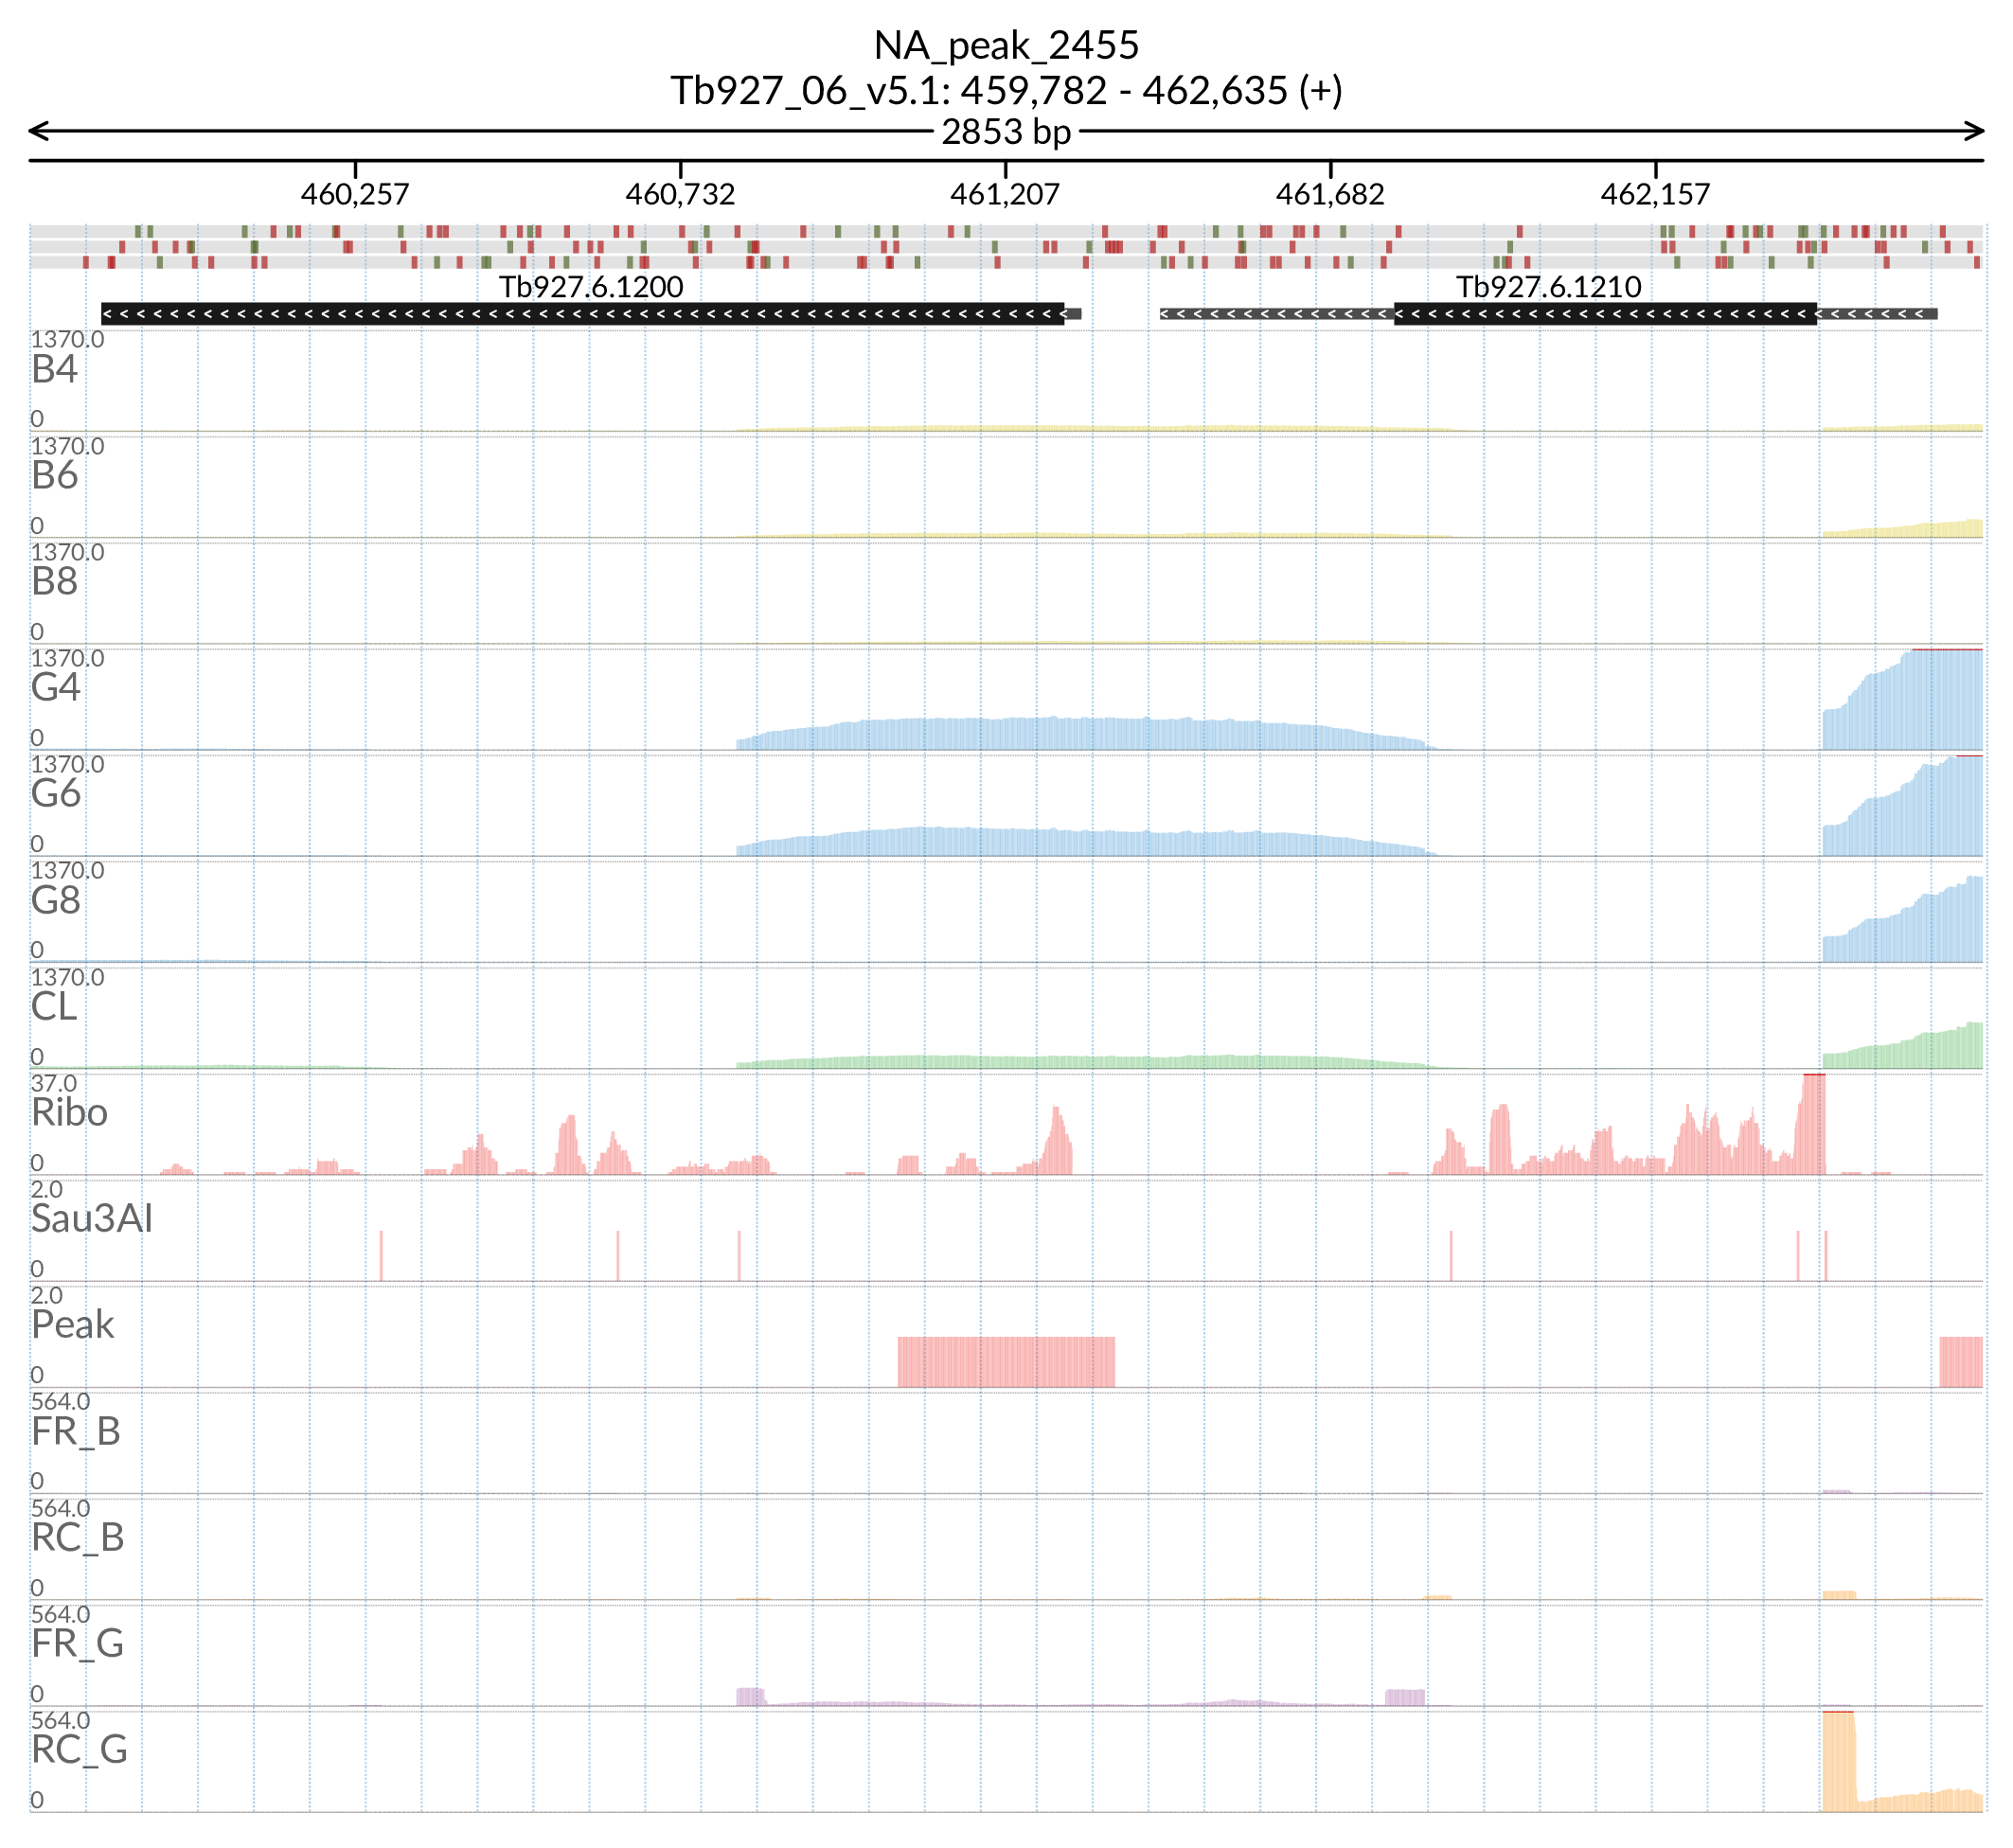 NA_peak_2455
Tb927_06_v5.1: 459,782 - 462,635 (+)
2853 bp
460,257 460,732 461,207 461,682 462,157
Tb927.6.1200 Tb927.6.1210
1370.0
B4
0
1370.0
B6
0
1370.0
B8
0
1370.0
G4
0
1370.0
G6
0
1370.0
G8
0
1370.0
CL
0
37.0
Ribo
0
2.0
Sau3AI
0
2.0
Peak
0
564.0
FR_B
0
564.0
RC_B
0
564.0
FR_G
0
564.0
RC_G
0